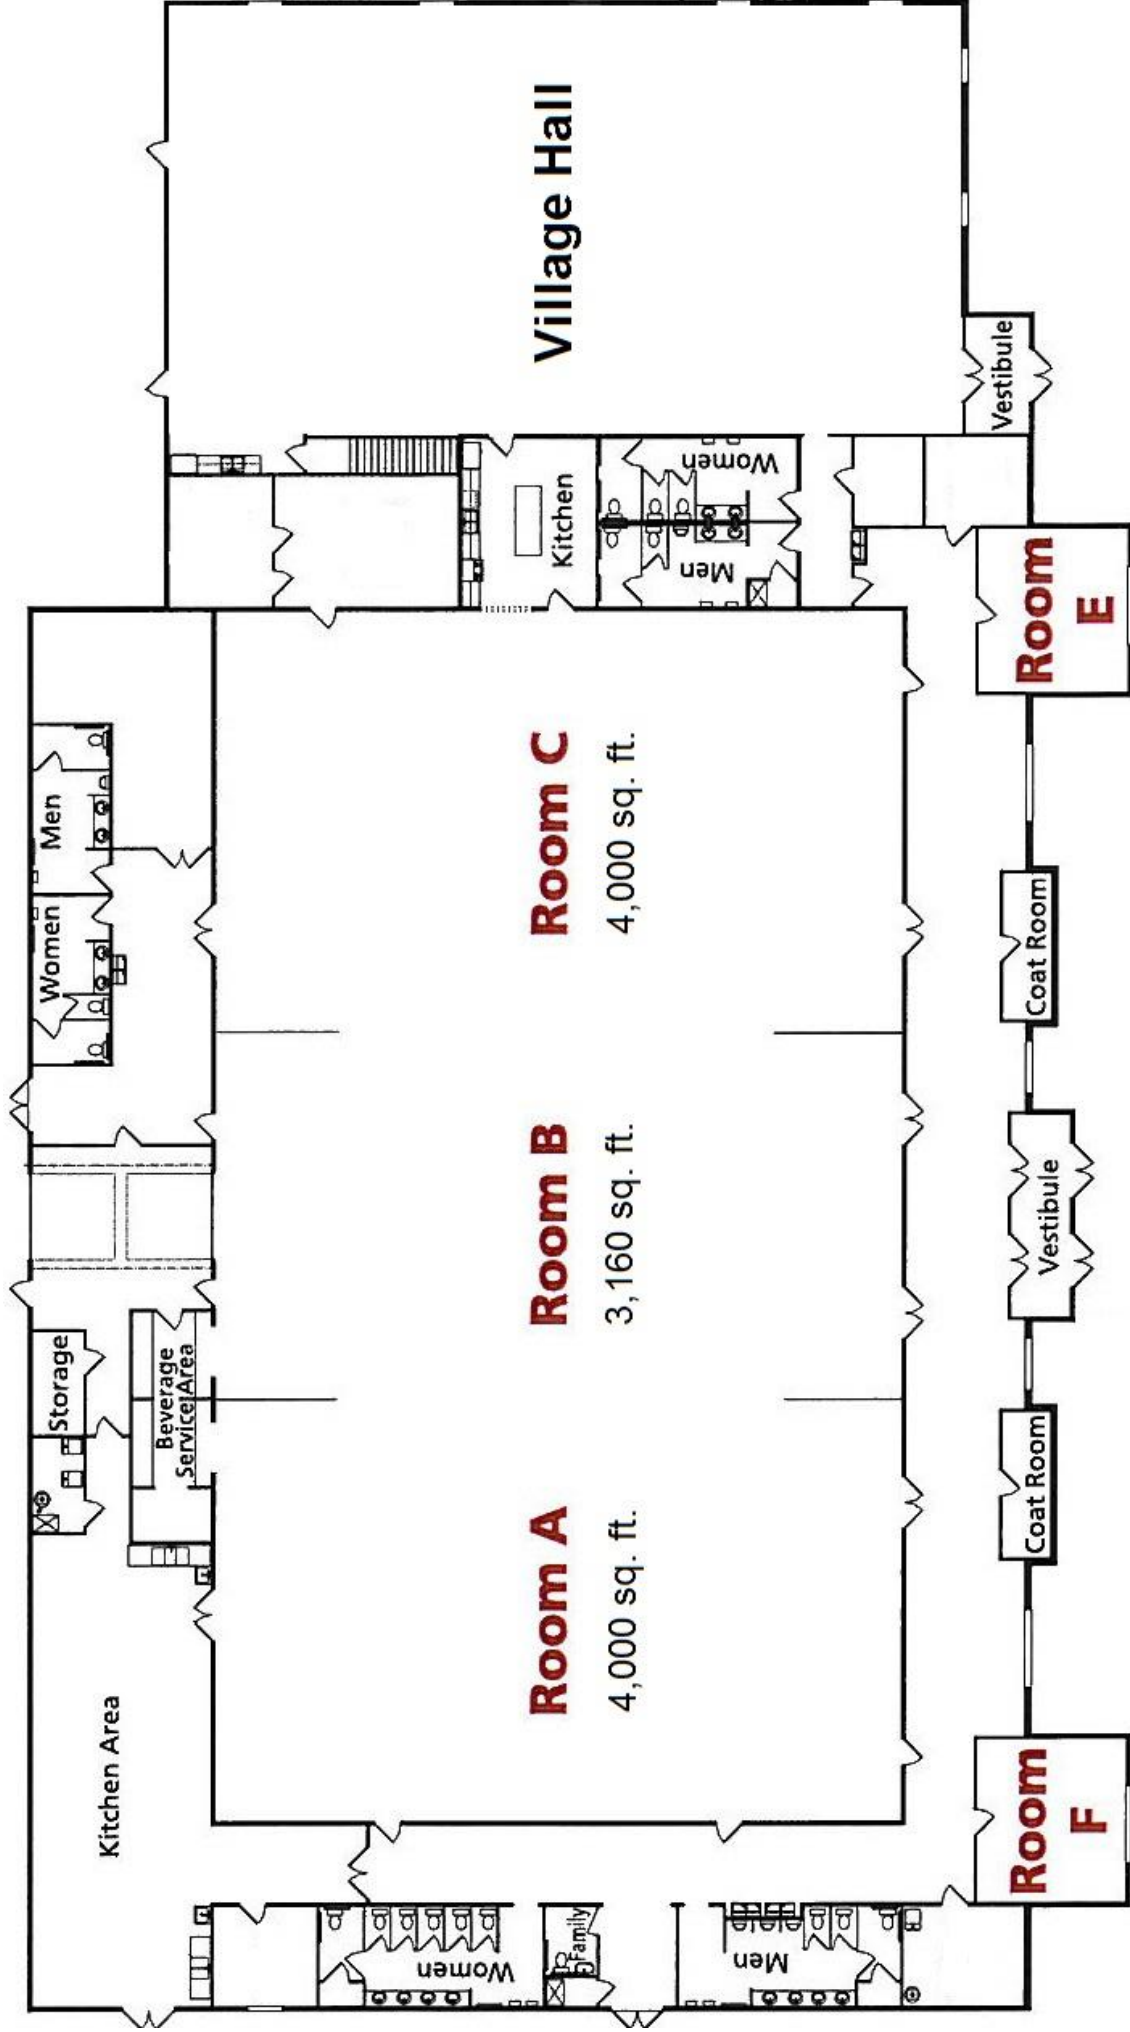 Village Hall
Vestibule
Kitchen
Women
Men
Room
E
Men
Women
Room C
4,000 sq. ft.
Coat Room
Room B
3,160 sq. ft.
Vestibule
Storage
Beverage
Service Area
Coat Room
Room A
4,000 sq. ft.
Kitchen Area
Room
F
Women
Family
Men